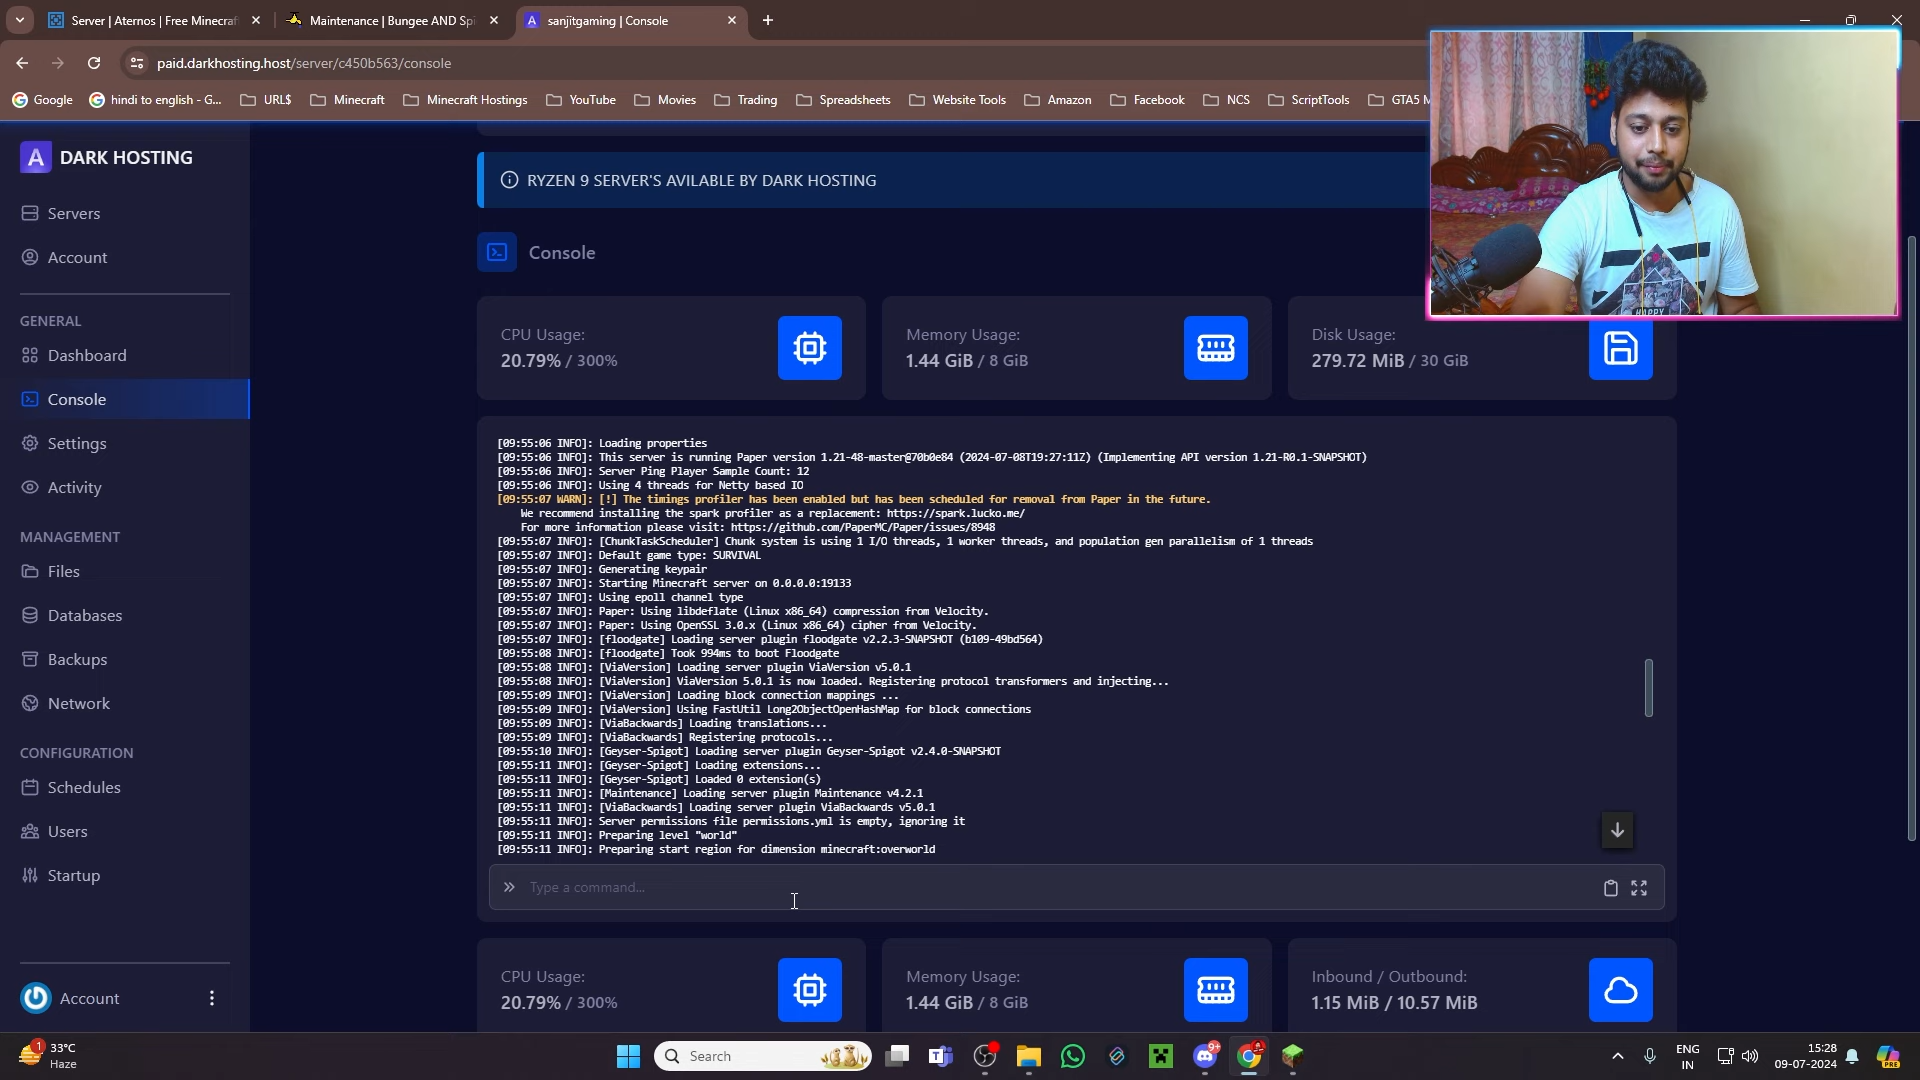 Server | Aternos | Free Minecraf
Maintenance | Bungee AND Spi
sanjitgaming | Console
paid.darkhosting.host/server/c450b563/console
Google
hindi to english - G...
URL$
Minecraft
Minecraft Hostings
YouTube
Movies
Trading
Spreadsheets
Website Tools
Amazon
Facebook
NCS
ScriptTools
GTA5 M
A DARK HOSTING
Servers
Account
GENERAL
Dashboard
Console
Settings
Activity
MANAGEMENT
Files
Databases
Backups
Network
CONFIGURATION
Schedules
Users
Startup
Account
RYZEN 9 SERVER'S AVILABLE BY DARK HOSTING
Console
CPU Usage:
20.79% / 300%
Memory Usage:
1.44 GiB / 8 GiB
Disk Usage:
279.72 MiB / 30 GiB
HAPPY
[09:55:06 INFO]: Loading properties
[09:55:06 INFO]: This server is running Paper version 1.21-48-master@70b0e84 (2024-07-08T19:27:11Z) (Implementing API version 1.21-R0.1-SNAPSHOT)
[09:55:06 INFO]: Server Ping Player Sample Count: 12
[09:55:06 INFO]: Using 4 threads for Netty based IO
[09:55:07 WARN]: [!] The timings profiler has been enabled but has been scheduled for removal from Paper in the future.
We recommend installing the spark profiler as a replacement: https://spark.lucko.me/
For more information please visit: https://github.com/PaperMC/Paper/issues/8948
[09:55:07 INFO]: [ChunkTaskScheduler] Chunk system is using 1 I/O threads, 1 worker threads, and population gen parallelism of 1 threads
[09:55:07 INFO]: Default game type: SURVIVAL
[09:55:07 INFO]: Generating keypair
[09:55:07 INFO]: Starting Minecraft server on 0.0.0.0:19133
[09:55:07 INFO]: Using epoll channel type
[09:55:07 INFO]: Paper: Using libdeflate (Linux x86_64) compression from Velocity.
[09:55:07 INFO]: Paper: Using OpenSSL 3.0.x (Linux x86_64) cipher from Velocity.
[09:55:07 INFO]: [floodgate] Loading server plugin floodgate v2.2.3-SNAPSHOT (b109-49bd564)
[09:55:08 INFO]: [floodgate] Took 994ms to boot Floodgate
[09:55:08 INFO]: [ViaVersion] Loading server plugin ViaVersion v5.0.1
[09:55:08 INFO]: [ViaVersion] ViaVersion 5.0.1 is now loaded. Registering protocol transformers and injecting...
[09:55:09 INFO]: [ViaVersion] Loading block connection mappings ...
[09:55:09 INFO]: [ViaVersion] Using FastUtil Long2ObjectOpenHashMap for block connections
[09:55:09 INFO]: [ViaBackwards] Loading translations...
[09:55:09 INFO]: [ViaBackwards] Registering protocols...
[09:55:10 INFO]: [Geyser-Spigot] Loading server plugin Geyser-Spigot v2.4.0-SNAPSHOT
[09:55:11 INFO]: [Geyser-Spigot] Loading extensions...
[09:55:11 INFO]: [Geyser-Spigot] Loaded 0 extension(s)
[09:55:11 INFO]: [Maintenance] Loading server plugin Maintenance v4.2.1
[09:55:11 INFO]: [ViaBackwards] Loading server plugin ViaBackwards v5.0.1
[09:55:11 INFO]: Server permissions file permissions.yml is empty, ignoring it
[09:55:11 INFO]: Preparing level "world"
[09:55:11 INFO]: Preparing start region for dimension minecraft:overworld
Type a command...
CPU Usage:
20.79% / 300%
Memory Usage:
1.44 GiB / 8 GiB
Inbound / Outbound:
1.15 MiB / 10.57 MiB
1
33°C
Haze
Search
9+
ENG
IN
15:28
09-07-2024
PRE